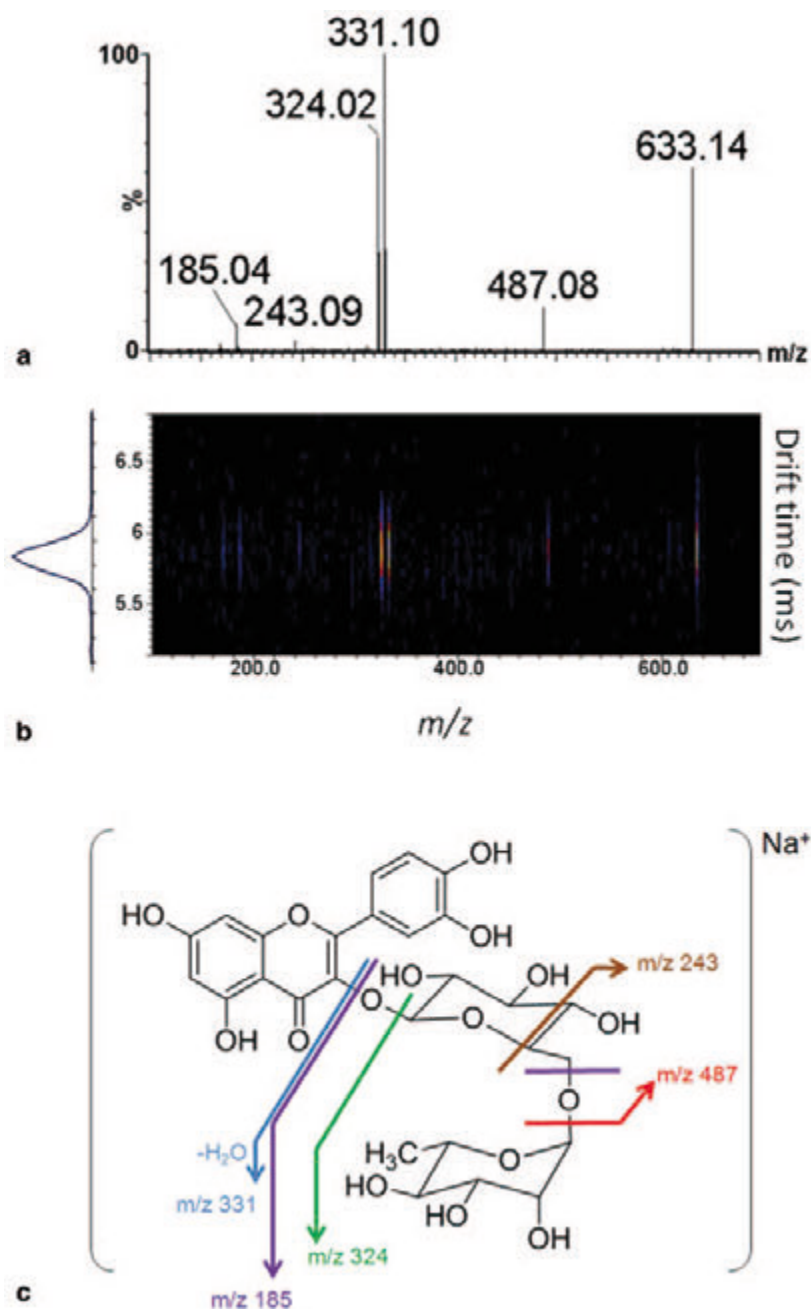 331.10
100
324.02
633.14
%
185.04
487.08
243.09
0
m/z
a
6.5
6
5.5
Drift time (ms)
200.0 400.0 600.0
m/z
b
Na⁺
OH
HO O OH
HO OH m/z 243
O
O OH
OH O
m/z 487
O
-H₂O H₃C O
m/z 331 HO
HO OH
m/z 324
m/z 185
c